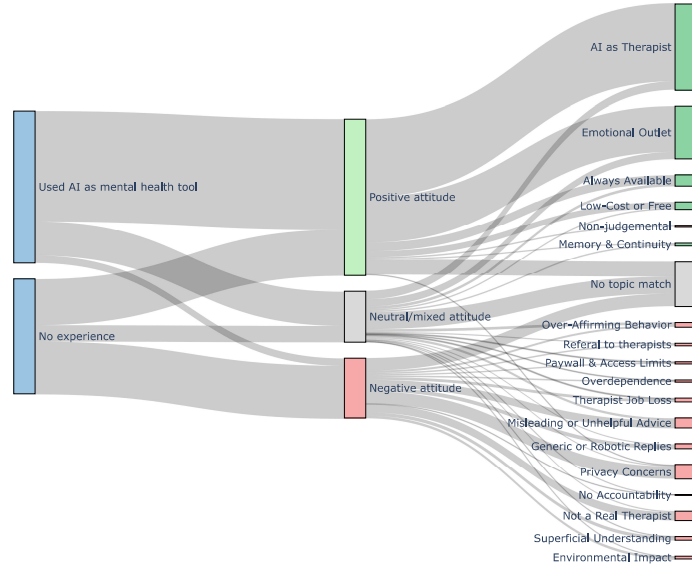 AI as Therapist
Emotional Outlet
Always Available
Low-Cost or Free
Non-judgemental
Memory & Continuity
No topic match
Over-Affirming Behavior
Referal to therapists
Paywall & Access Limits
Overdependence
Therapist Job Loss
Misleading or Unhelpful Advice
Generic or Robotic Replies
Privacy Concerns
No Accountability
Not a Real Therapist
Superficial Understanding
Environmental Impact
Used AI as mental health tool
No experience
Positive attitude
Neutral/mixed attitude
Negative attitude